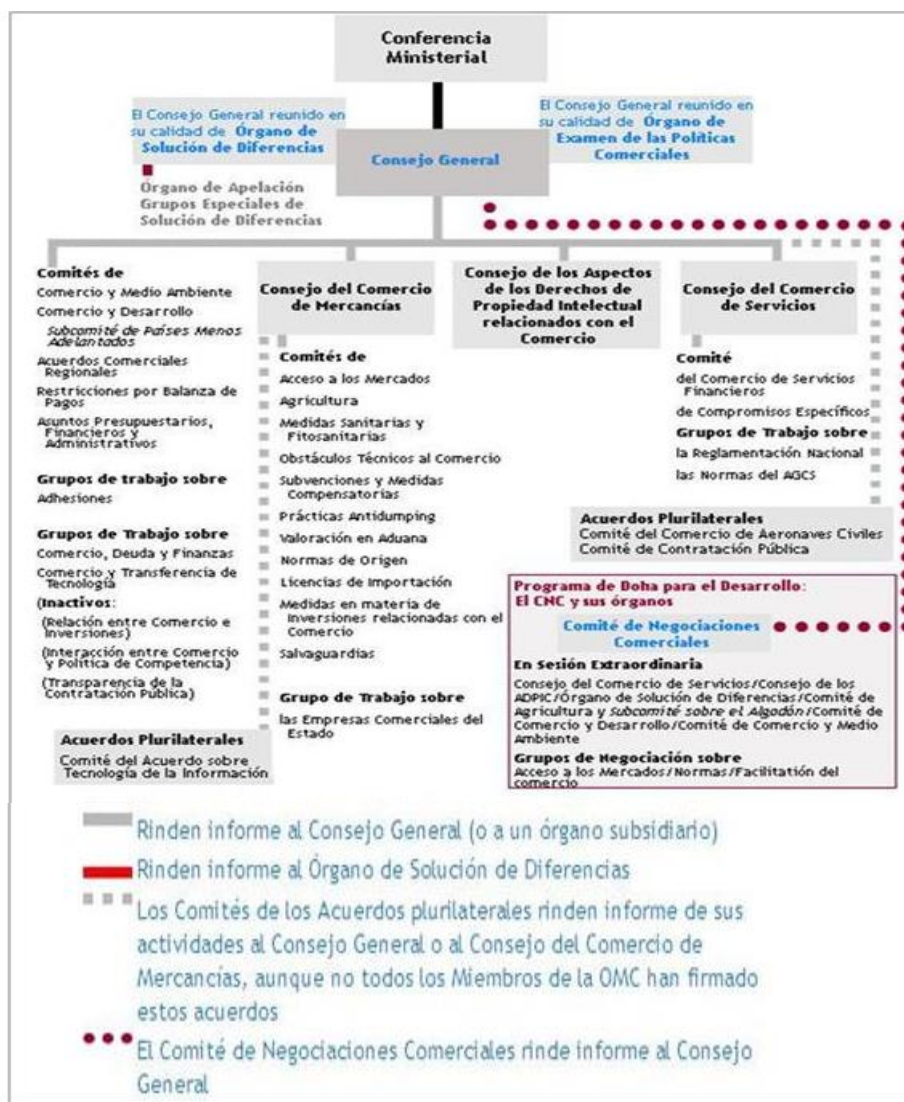 Conferencia
Ministerial
El Consejo General reunido en
su calidad de Órgano de
Solución de Diferencias
El Consejo General reunido en
su calidad de Órgano de
Examen de las Políticas
Comerciales
Consejo General
Órgano de Apelación
Grupos Especiales de
Solución de Diferencias
Comités de
Comercio y Medio Ambiente
Comercio y Desarrollo
Subcomité de Países Menos
Adelantados
Acuerdos Comerciales
Regionales
Restricciones por Balanza de
Pagos
Asuntos Presupuestarios,
Financieros y
Administrativos
Grupos de trabajo sobre
Adhesiones
Grupos de Trabajo sobre
Comercio, Deuda y Finanzas
Comercio y Transferencia de
Tecnología
(Inactivos:
(Relación entre Comercio e
Inversiones)
(Interacción entre Comercio
y Política de Competencia)
(Transparencia de la
Contratación Pública)
Acuerdos Plurilaterales
Comité del Acuerdo sobre
Tecnología de la Información
Consejo del Comercio
de Mercancías
Comités de
Acceso a los Mercados
Agricultura
Medidas Sanitarias y
Fitosanitarias
Obstáculos Técnicos al Comercio
Subvenciones y Medidas
Compensatorias
Prácticas Antidumping
Valoración en Aduana
Normas de Origen
Licencias de Importación
Medidas en materia de
Inversiones relacionadas con el
Comercio
Salvaguardias
Grupo de Trabajo sobre
las Empresas Comerciales del
Estado
Consejo de los Aspectos
de los Derechos de
Propiedad Intelectual
relacionados con el
Comercio
Consejo del Comercio
de Servicios
Comité
del Comercio de Servicios
Financieros
de Compromisos Específicos
Grupos de Trabajo sobre
la Reglamentación Nacional
las Normas del AGCS
Acuerdos Plurilaterales
Comité del Comercio de Aeronaves Civiles
Comité de Contratación Pública
Programa de Doha para el Desarrollo:
El CNC y sus órganos
Comité de Negociaciones
Comerciales
En Sesión Extraordinaria
Consejo del Comercio de Servicios/Consejo de los
ADPIC/Órgano de Solución de Diferencias/Comité de
Agricultura y Subcomité sobre el Algodón/Comité de
Comercio y Desarrollo/Comité de Comercio y Medio
Ambiente
Grupos de Negociación sobre
Acceso a los Mercados/Normas/Facilitatión del
comercio
Rinden informe al Consejo General (o a un órgano subsidiario)
Rinden informe al Órgano de Solución de Diferencias
Los Comités de los Acuerdos plurilaterales rinden informe de sus
actividades al Consejo General o al Consejo del Comercio de
Mercancías, aunque no todos los Miembros de la OMC han firmado
estos acuerdos
El Comité de Negociaciones Comerciales rinde informe al Consejo
General